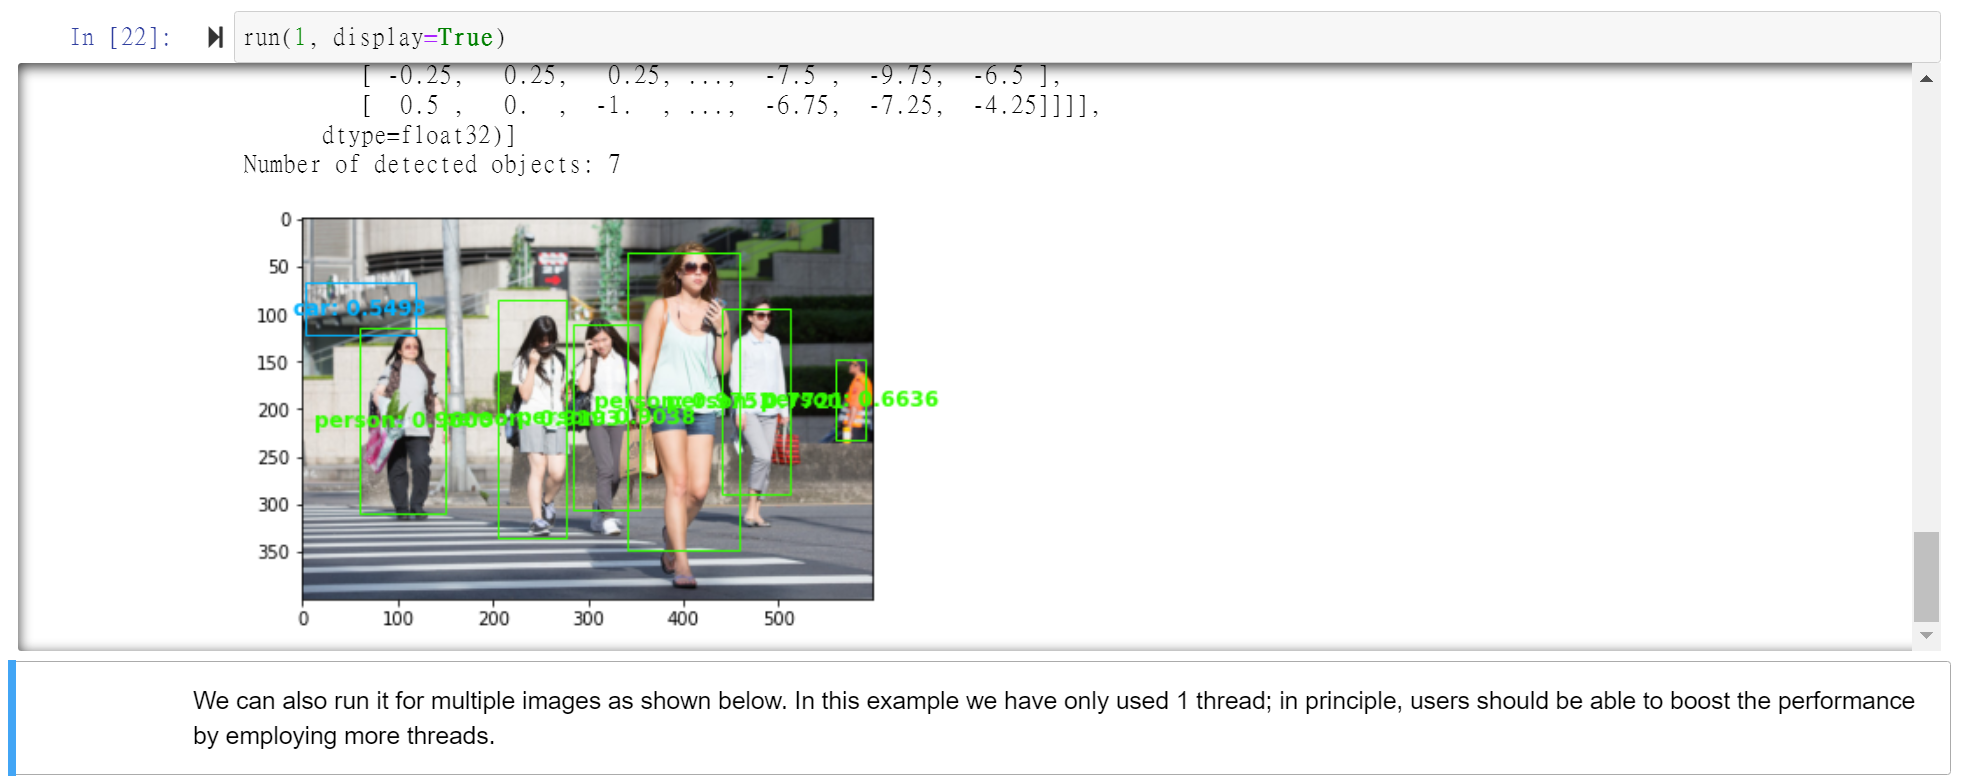 In [22]: run(1, display=True)
[ -0.25, 0.25, 0.25, ..., -7.5 , -9.75, -6.5 ],
[ 0.5 , 0. , -1. , ..., -6.75, -7.25, -4.25]]]],
dtype=float32)]
Number of detected objects: 7
0
50
100
150
200
250
300
350
car: 0.5493
person: 0.6636
person:
0.9038
0 100 200 300 400 500
We can also run it for multiple images as shown below. In this example we have only used 1 thread; in principle, users should be able to boost the performance
by employing more threads.